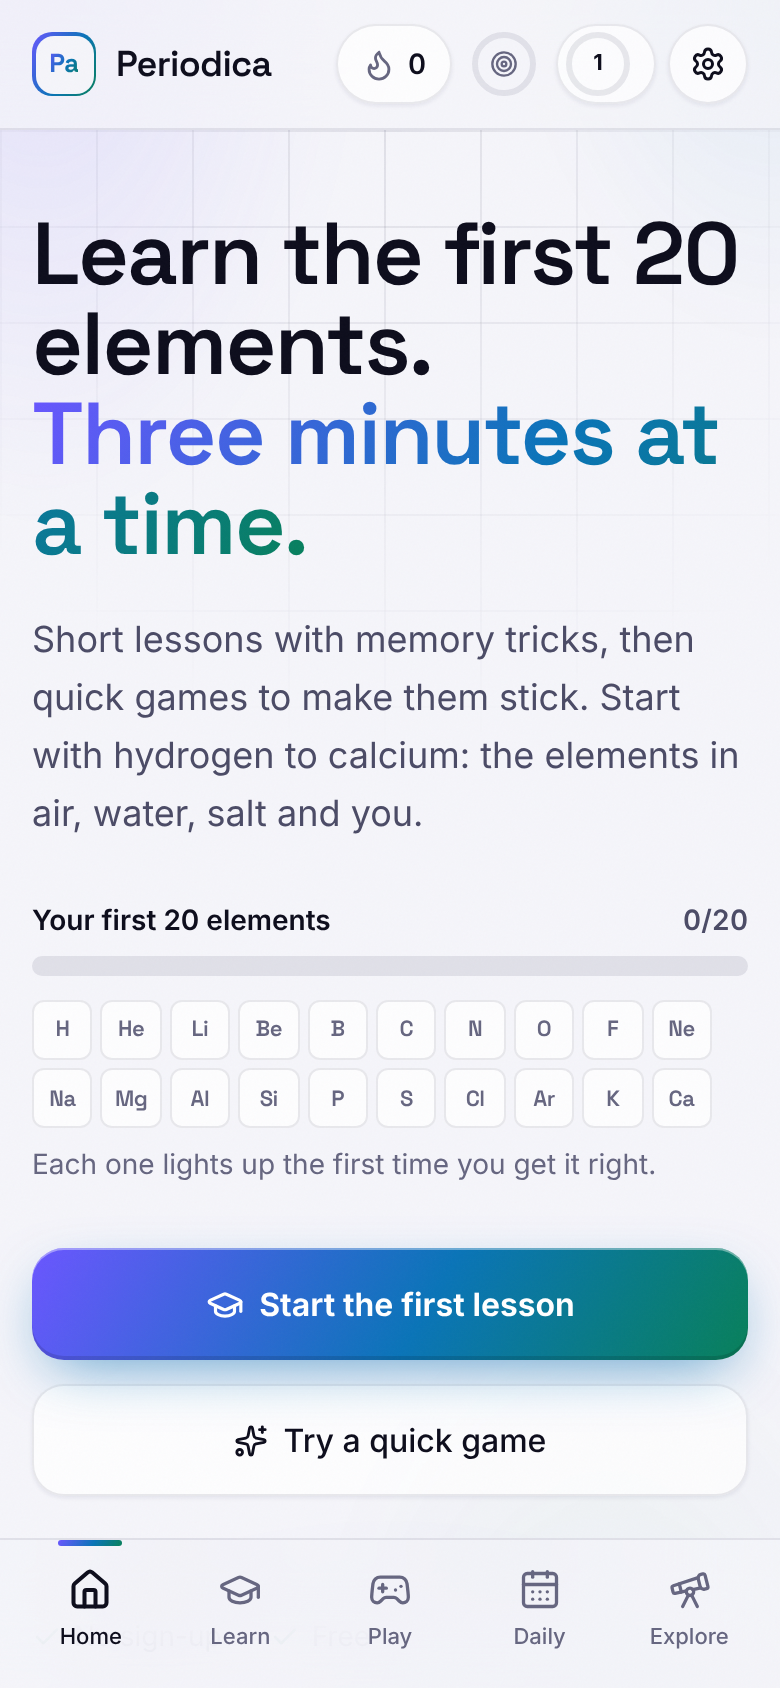 Pa Periodica 0 1
Learn the first 20
elements.
Three minutes at
a time.
Short lessons with memory tricks, then
quick games to make them stick. Start
with hydrogen to calcium: the elements in
air, water, salt and you.
Your first 20 elements 0/20
H He Li Be B C N O F Ne
Na Mg Al Si P S Cl Ar K Ca
Each one lights up the first time you get it right.
Start the first lesson
Try a quick game
Home Learn Play Daily Explore